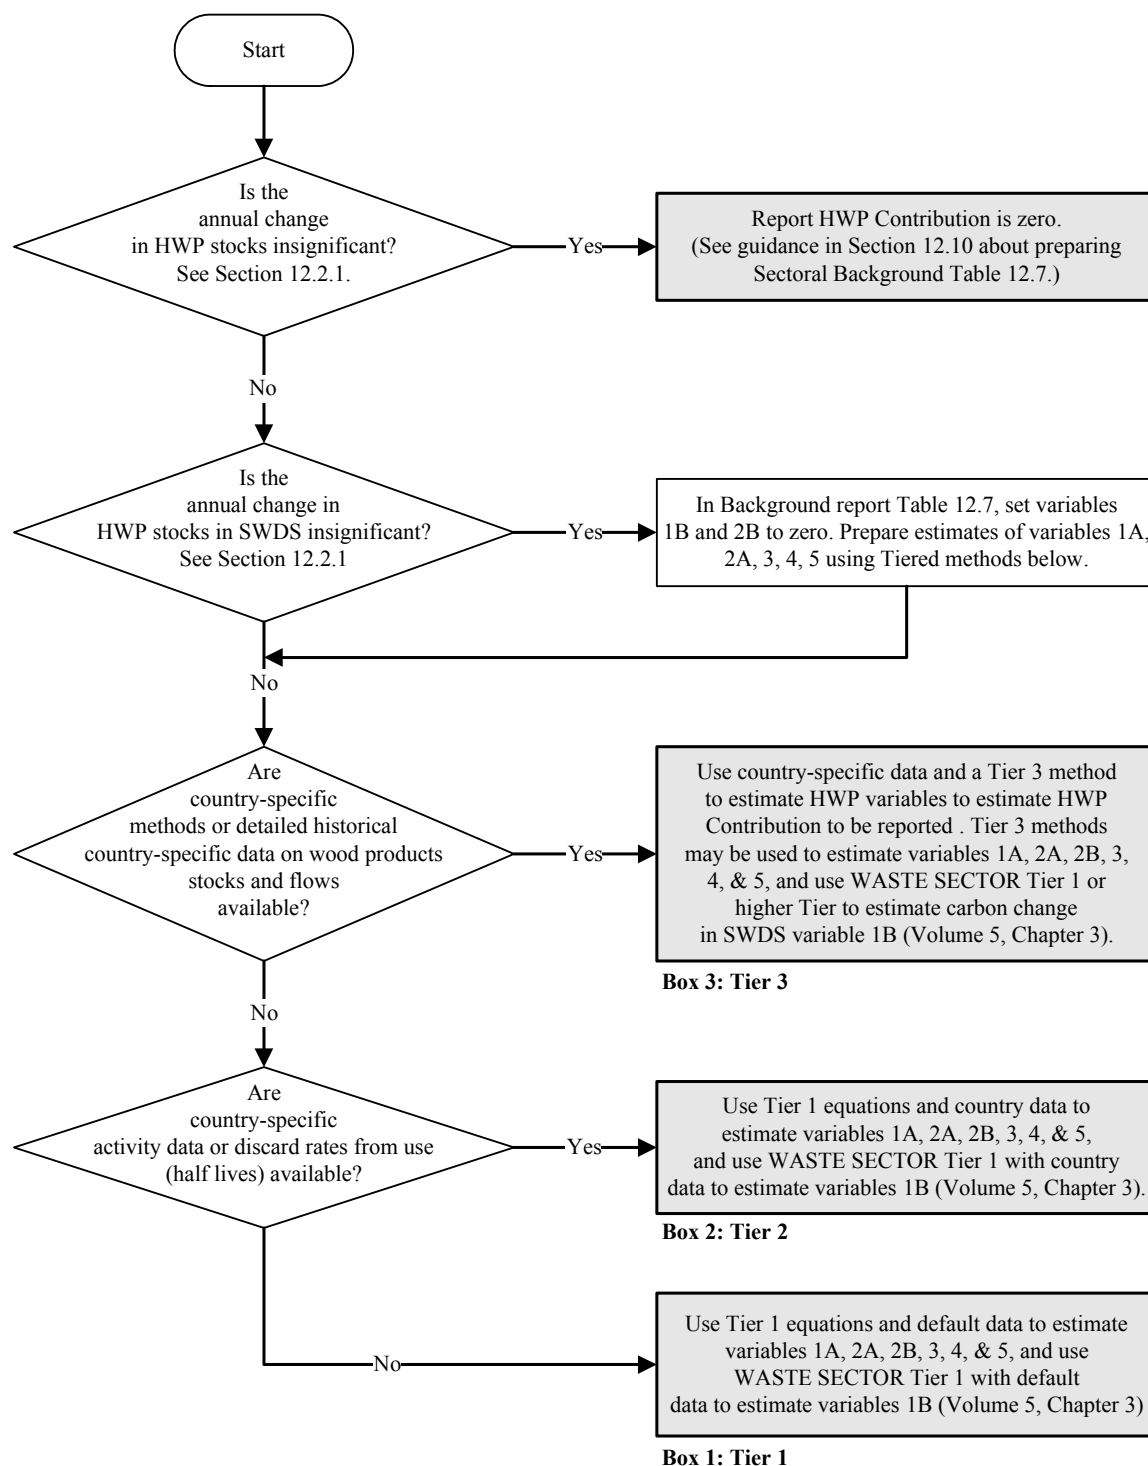 Start
Is the
annual change
in HWP stocks insignificant?
See Section 12.2.1.
Yes
Report HWP Contribution is zero.
(See guidance in Section 12.10 about preparing
Sectoral Background Table 12.7.)
No
Is the
annual change in
HWP stocks in SWDS insignificant?
See Section 12.2.1
Yes
In Background report Table 12.7, set variables
1B and 2B to zero. Prepare estimates of variables 1A,
2A, 3, 4, 5 using Tiered methods below.
No
Are
country-specific
methods or detailed historical
country-specific data on wood products
stocks and flows
available?
Yes
Use country-specific data and a Tier 3 method
to estimate HWP variables to estimate HWP
Contribution to be reported . Tier 3 methods
may be used to estimate variables 1A, 2A, 2B, 3,
4, & 5, and use WASTE SECTOR Tier 1 or
higher Tier to estimate carbon change
in SWDS variable 1B (Volume 5, Chapter 3).
Box 3: Tier 3
No
Are
country-specific
activity data or discard rates from use
(half lives) available?
Yes
Use Tier 1 equations and country data to
estimate variables 1A, 2A, 2B, 3, 4, & 5,
and use WASTE SECTOR Tier 1 with country
data to estimate variables 1B (Volume 5, Chapter 3).
Box 2: Tier 2
No
Use Tier 1 equations and default data to estimate
variables 1A, 2A, 2B, 3, 4, & 5, and use
WASTE SECTOR Tier 1 with default
data to estimate variables 1B (Volume 5, Chapter 3)
Box 1: Tier 1